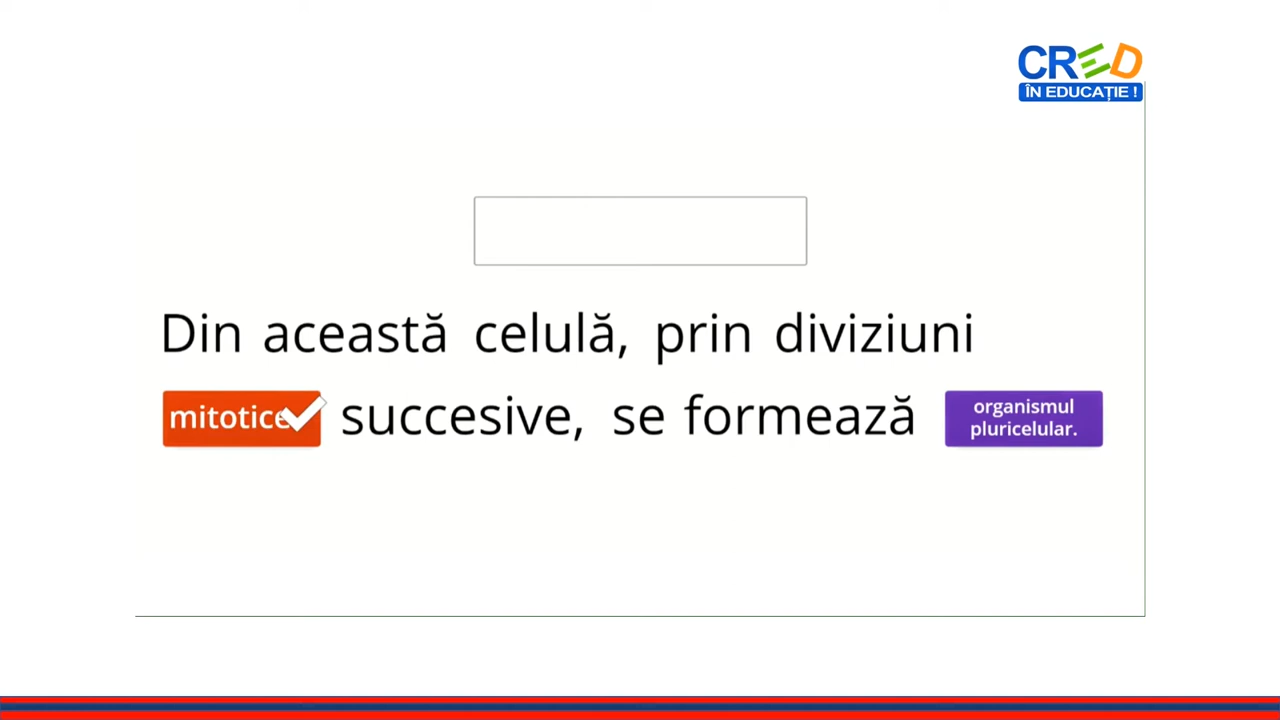 CRED
ÎN EDUCAȚIE !
Din această celulă, prin diviziuni
mitotice succesive, se formează organismul pluricelular.